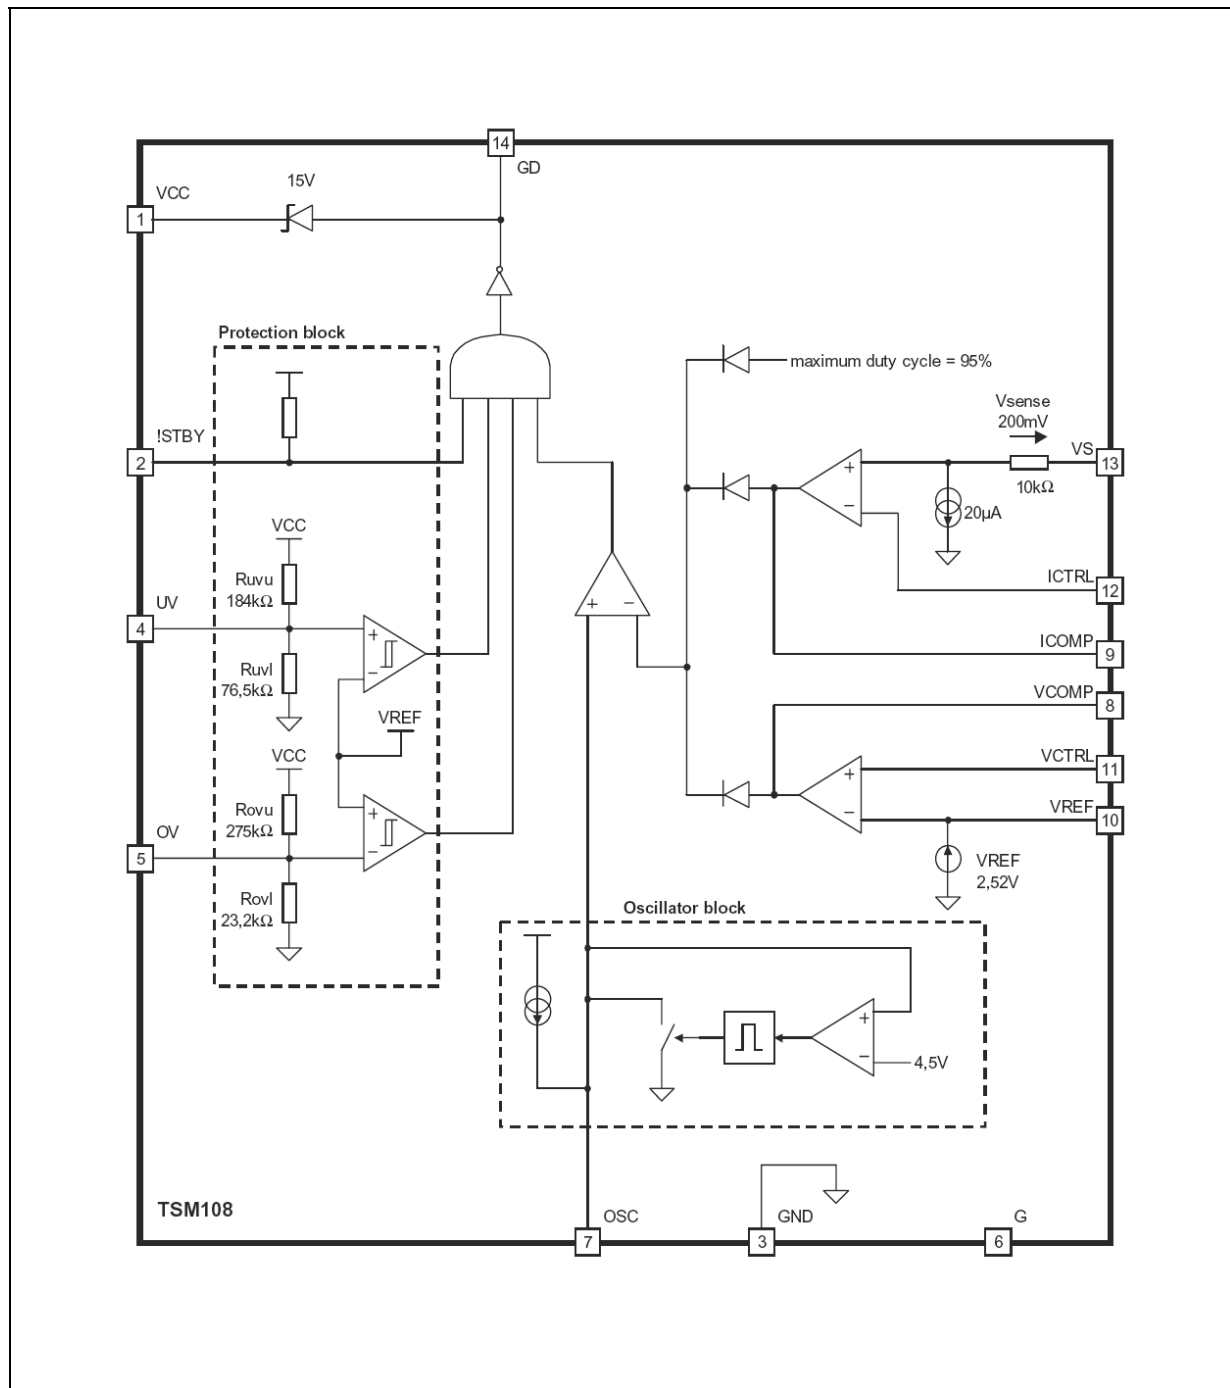 14
GD
15V
VCC
1
Protection block
maximum duty cycle = 95%
Vsense
200mV
!STBY
VS
2
+
13
10kΩ
–
20µA
VCC
ICTRL
Ruvu
184kΩ
12
UV
+
–
4
+
ICOMP
Ruvl
76,5kΩ
–
9
VCOMP
VREF
8
VCC
VCTRL
+
11
Rovu
275kΩ
+
–
VREF
10
OV
–
5
VREF
2,52V
Rovl
23,2kΩ
Oscillator block
+
–
4,5V
TSM108
OSC
GND
G
7
3
6